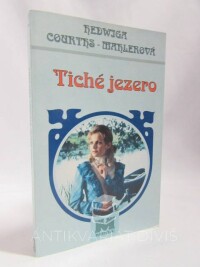 HEDWIGA
COURTHS-MAHLEROVÁ
Tiché jezero
ANTIKVARIÁT DIVIS